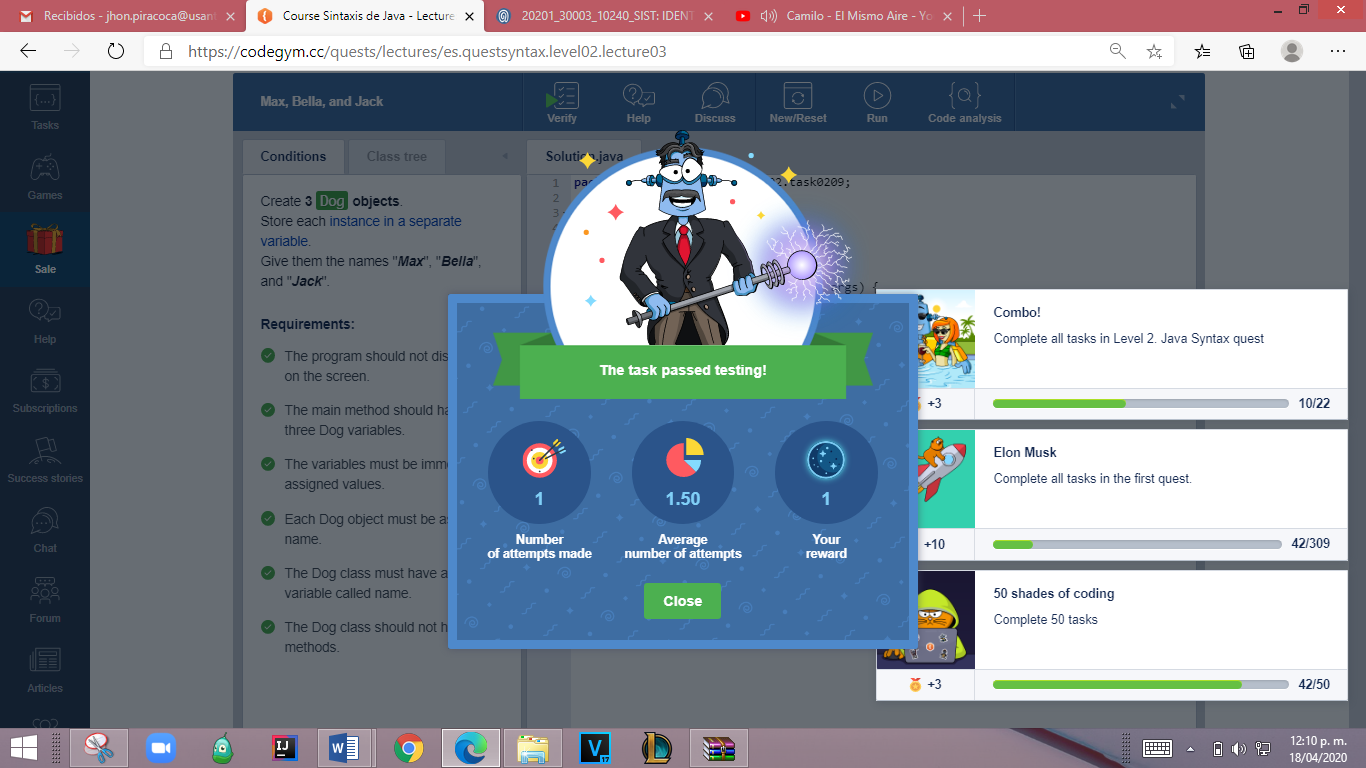 Recibidos - jhon.piracoca@usan
Course Sintaxis de Java - Lecture
20201_30003_10240_SIST: IDENT
Camilo - El Mismo Aire - Yo
https://codegym.cc/quests/lectures/es.questsyntax.level02.lecture03
Tasks
Games
Sale
Help
Subscriptions
Success stories
Chat
Forum
Articles
Max, Bella, and Jack
Verify
Help
Discuss
New/Reset
Run
Code analysis
Conditions
Class tree
Create 3 Dog objects.
Store each instance in a separate
variable.
Give them the names "Max", "Bella",
and "Jack".
Requirements:
The program should not dis
on the screen.
The main method should ha
three Dog variables.
The variables must be imm
assigned values.
Each Dog object must be as
name.
The Dog class must have a
variable called name.
The Dog class should not h
methods.
Solution.java
1
2
3
pac
2.task0209;
args) {
The task passed testing!
1
Number
of attempts made
1.50
Average
number of attempts
1
Your
reward
Close
Combo!
Complete all tasks in Level 2. Java Syntax quest
+3
10/22
Elon Musk
Complete all tasks in the first quest.
+10
42/309
50 shades of coding
Complete 50 tasks
+3
42/50
12:10 p. m.
18/04/2020